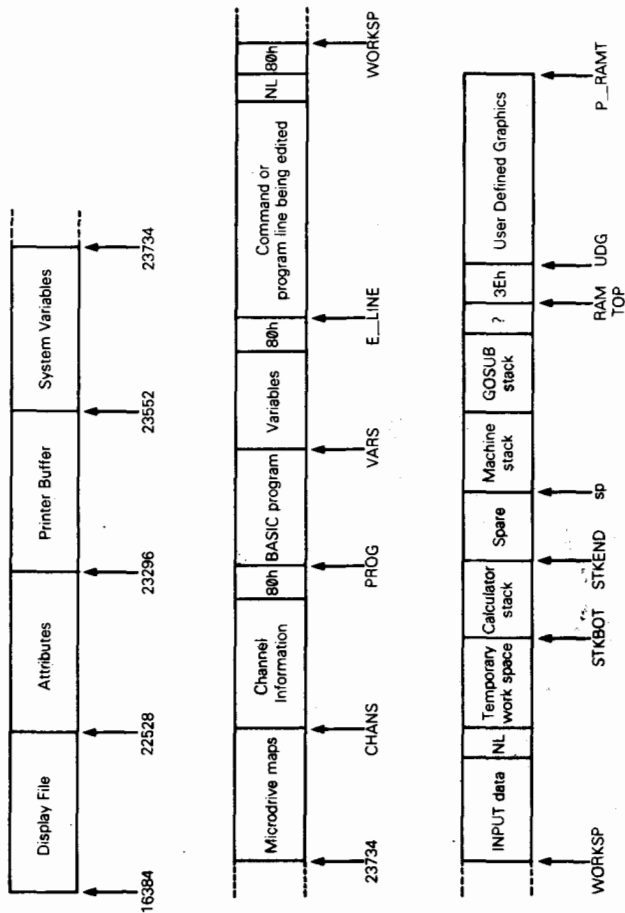 Display File
Attributes
Printer Buffer
System Variables
16384
22528
23296
23552
23734
Microdrive maps
Channel
Information
80h
BASIC program
Variables
80h
Command or
program line being edited
NL
80h
23734
CHANS
PROG
VARS
E_LINE
WORKSP
INPUT data
NL
Temporary
work space
Calculator
stack
Spare
Machine
stack
GOSUB
stack
?
3Eh
User Defined Graphics
WORKSP
STKBOT
STKEND
sp
RAM
TOP
UDG
P_RAMT